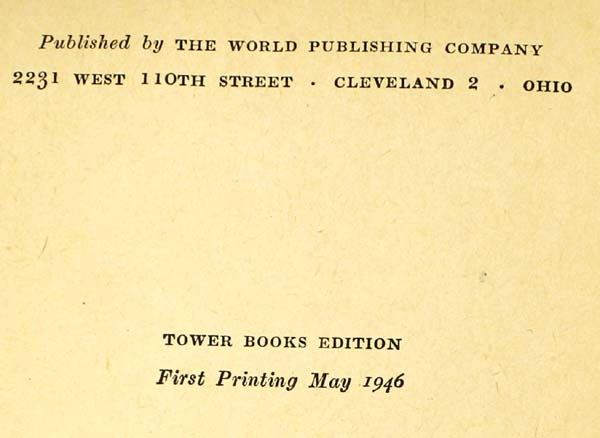 Published by THE WORLD PUBLISHING COMPANY
2231 WEST 110TH STREET · CLEVELAND 2 · OHIO
TOWER BOOKS EDITION
First Printing May 1946